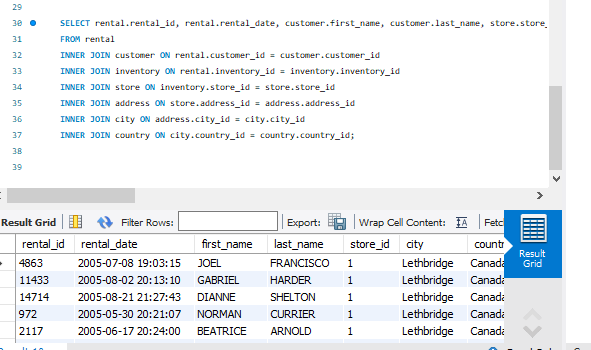 29
30 SELECT rental.rental_id, rental.rental_date, customer.first_name, customer.last_name, store.store_
31 FROM rental
32 INNER JOIN customer ON rental.customer_id = customer.customer_id
33 INNER JOIN inventory ON rental.inventory_id = inventory.inventory_id
34 INNER JOIN store ON inventory.store_id = store.store_id
35 INNER JOIN address ON store.address_id = address.address_id
36 INNER JOIN city ON address.city_id = city.city_id
37 INNER JOIN country ON city.country_id = country.country_id;
38
39
Result Grid Filter Rows: Export: Wrap Cell Content: Fetc
rental_id rental_date first_name last_name store_id city countr
4863 2005-07-08 19:03:15 JOEL FRANCISCO 1 Lethbridge Canada
11433 2005-08-02 20:13:10 GABRIEL HARDER 1 Lethbridge Canada
14714 2005-08-21 21:27:43 DIANNE SHELTON 1 Lethbridge Canada
972 2005-05-30 20:21:07 NORMAN CURRIER 1 Lethbridge Canada
2117 2005-06-17 20:24:00 BEATRICE ARNOLD 1 Lethbridge Canada
Result
Grid